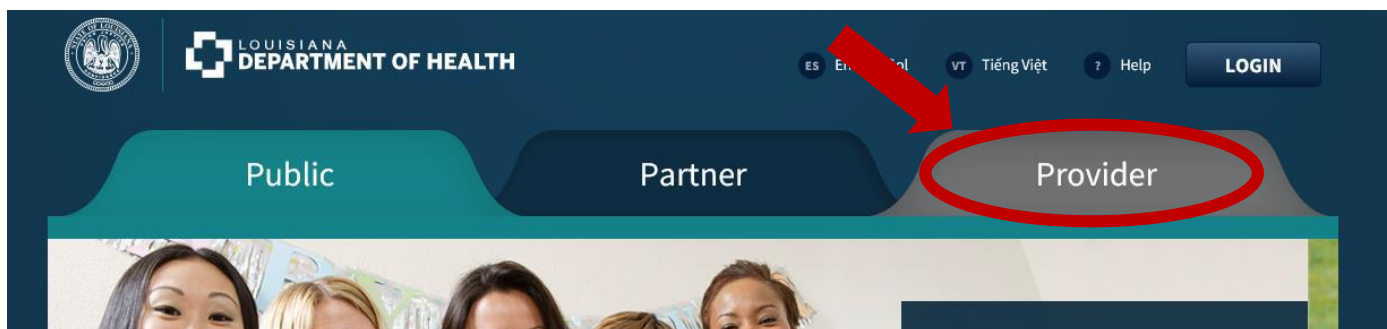 LOUISIANA
DEPARTMENT OF HEALTH
ES
VT Tiếng Việt
? Help
LOGIN
Public
Partner
Provider